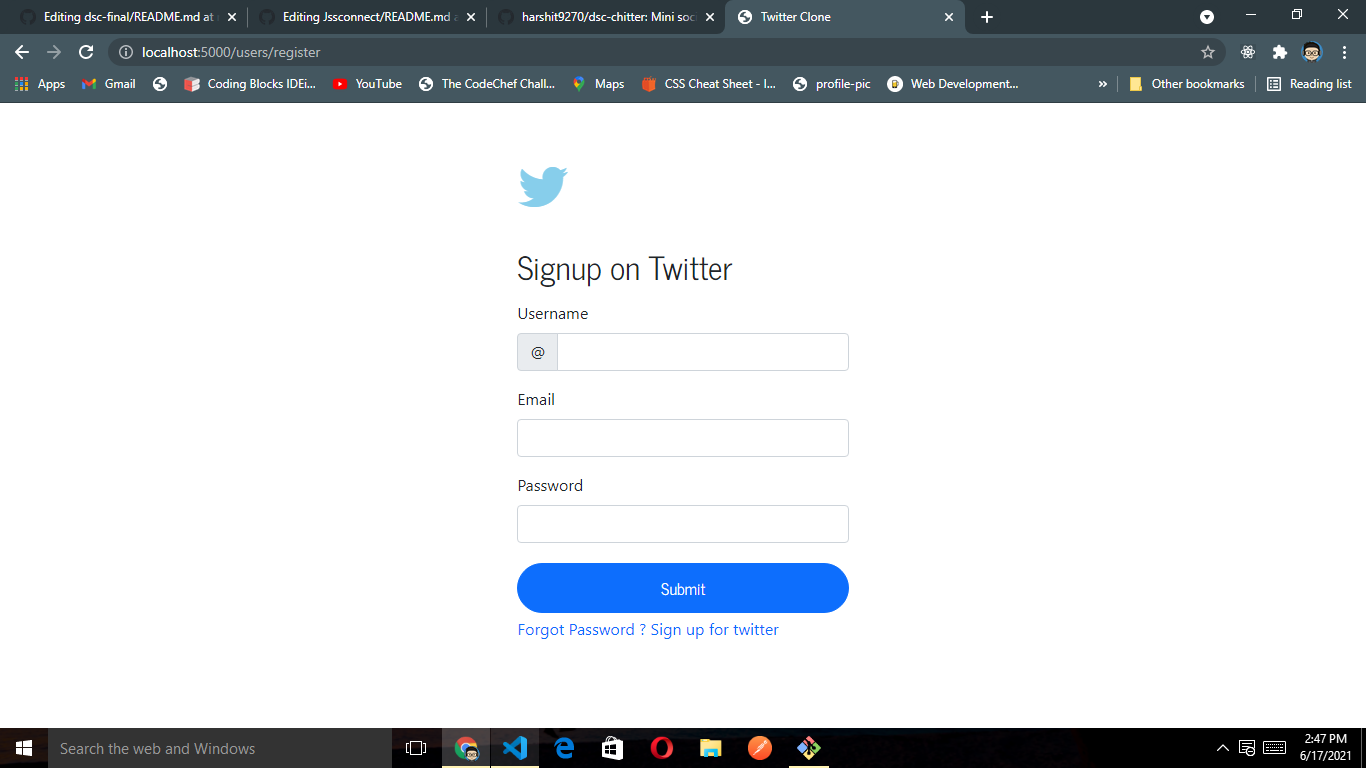 Editing dsc-final/README.md at
Editing Jssconnect/README.md
harshit9270/dsc-chitter: Mini soc
Twitter Clone
localhost:5000/users/register
Apps
Gmail
Coding Blocks IDEi...
YouTube
The CodeChef Chall...
Maps
CSS Cheat Sheet - I...
profile-pic
Web Development...
»
Other bookmarks
Reading list
Signup on Twitter
Username
@
Email
Password
Submit
Forgot Password ? Sign up for twitter
Search the web and Windows
2:47 PM
6/17/2021